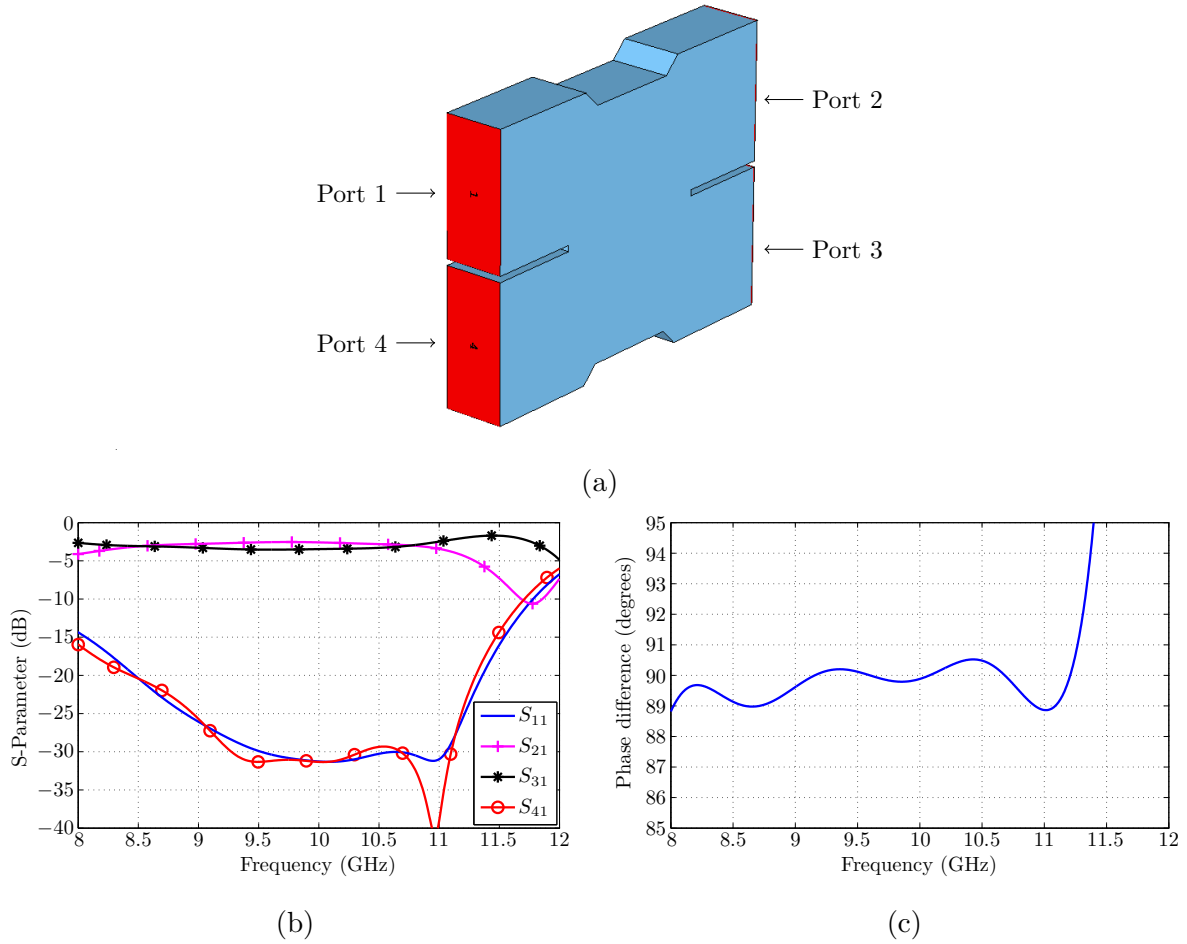 Port 2
Port 1
1
Port 3
Port 4
4
(a)
0
−5
−10
−15
−20
−25
−30
−35
−40
8 8.5 9 9.5 10 10.5 11 11.5 12
S-Parameter (dB)
Frequency (GHz)
S11
S21
S31
S41
(b)
95
94
93
92
91
90
89
88
87
86
85
8 8.5 9 9.5 10 10.5 11 11.5 12
Phase difference (degrees)
Frequency (GHz)
(c)